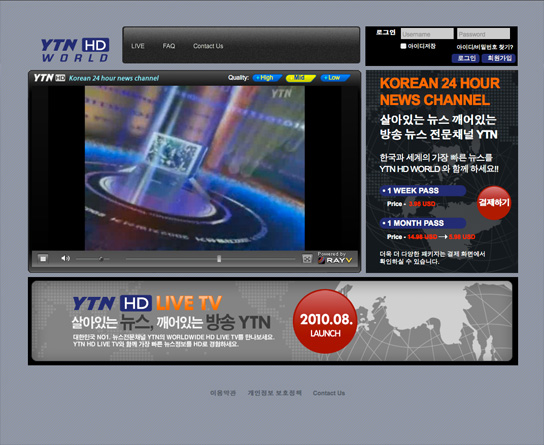 YTN HD
WORLD
LIVE FAQ Contact Us
로그인 Username Password
아이디저장 아이디/비밀번호 찾기?
로그인 회원가입
YTN HD Korean 24 hour news channel Quality: High Mid Low
YTN
Powered by
RAYV
KOREAN 24 HOUR
NEWS CHANNEL
살아있는 뉴스 깨어있는
방송 뉴스 전문채널 YTN
한국과 세계의 가장 빠른 뉴스를
YTN HD WORLD 와 함께 하세요!!
• 1 WEEK PASS
Price - 3.95 USD
결제하기
• 1 MONTH PASS
Price - 14.95 USD → 9.95 USD
더욱 더 다양한 패키지는 결제 화면에서
확인하실 수 있습니다.
YTN HD LIVE TV
살아있는 뉴스, 깨어있는 방송 YTN
대한민국 NO1. 뉴스전문채널 YTN의 WORLDWIDE HD LIVE TV를 만나보세요.
YTN HD LIVE TV와 함께 가장 빠른 뉴스정보를 HD로 경험하세요.
2010.08.
LAUNCH
이용약관 개인정보 보호정책 Contact Us